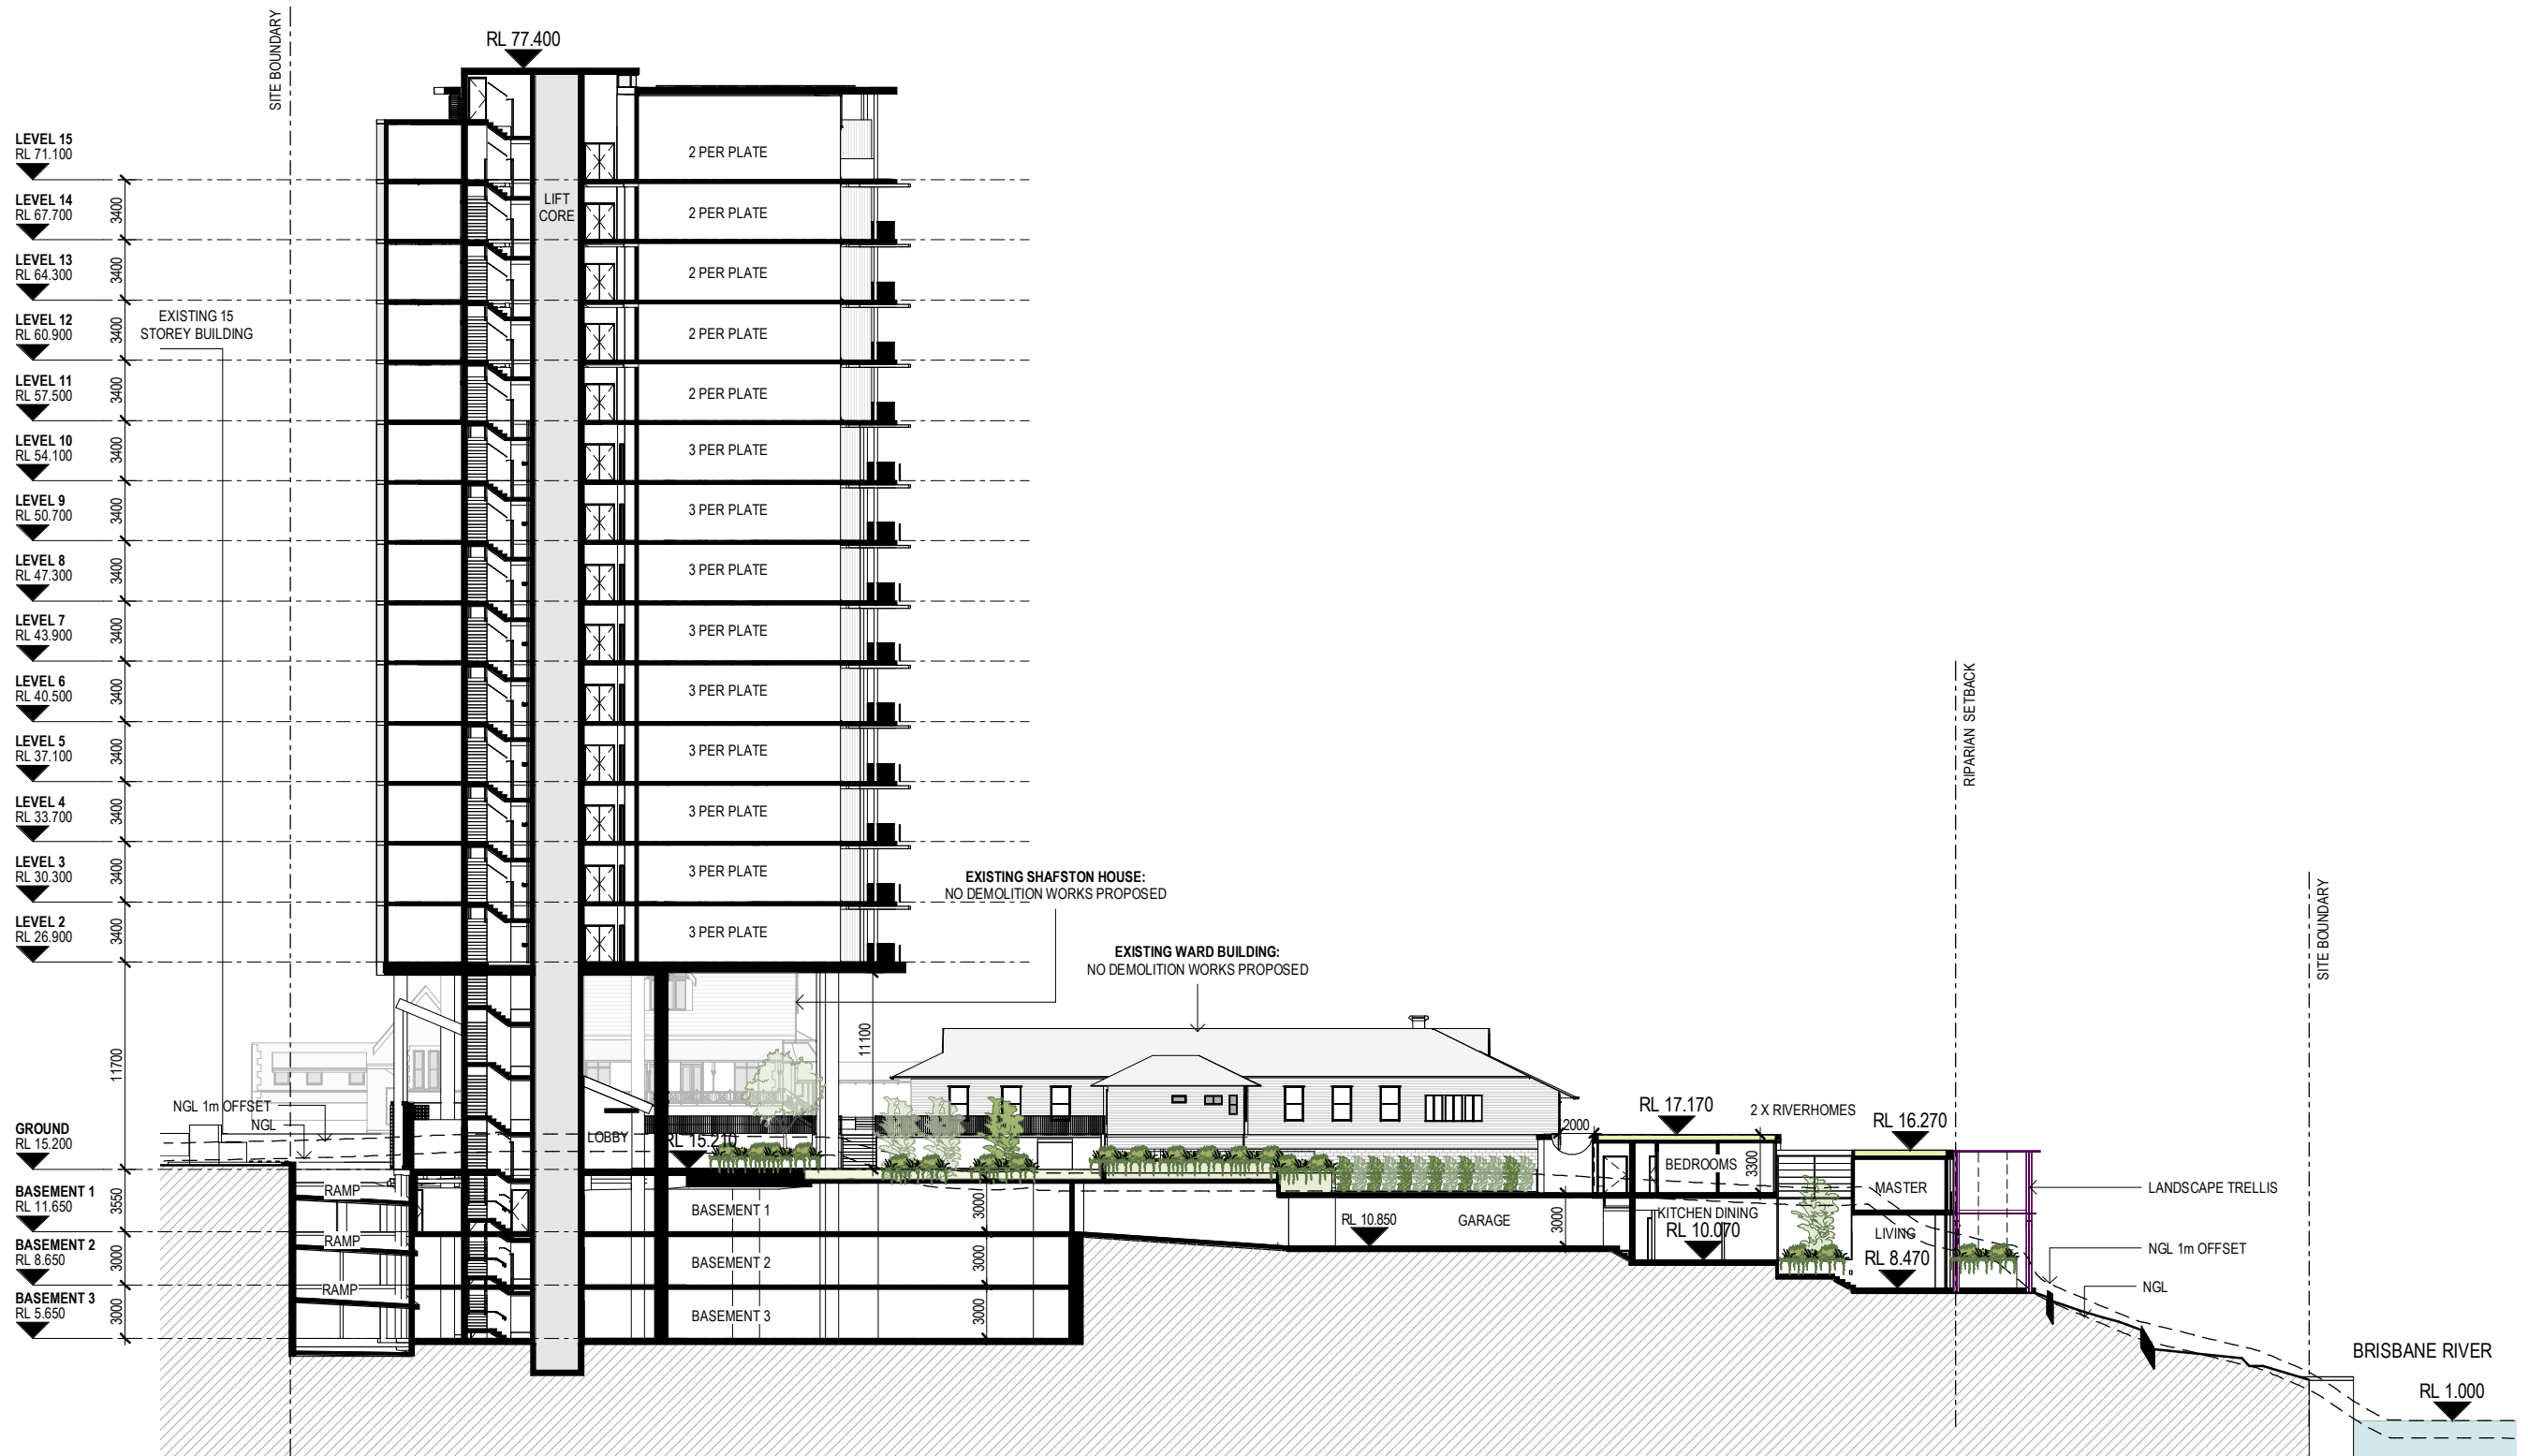 SITE BOUNDARY
RL 77.400
LEVEL 15
RL 71.100
2 PER PLATE
LIFT
CORE
3400
LEVEL 14
RL 67.700
2 PER PLATE
3400
LEVEL 13
RL 64.300
2 PER PLATE
3400
EXISTING 15
STOREY BUILDING
LEVEL 12
RL 60.900
2 PER PLATE
3400
LEVEL 11
RL 57.500
2 PER PLATE
3400
LEVEL 10
RL 54.100
3 PER PLATE
3400
LEVEL 9
RL 50.700
3 PER PLATE
3400
LEVEL 8
RL 47.300
3 PER PLATE
3400
LEVEL 7
RL 43.900
3 PER PLATE
3400
LEVEL 6
RL 40.500
3 PER PLATE
3400
LEVEL 5
RL 37.100
3 PER PLATE
3400
LEVEL 4
RL 33.700
3 PER PLATE
3400
LEVEL 3
RL 30.300
3 PER PLATE
3400
LEVEL 2
RL 26.900
3 PER PLATE
RIPARIAN SETBACK
SITE BOUNDARY
EXISTING SHAFSTON HOUSE:
NO DEMOLITION WORKS PROPOSED
EXISTING WARD BUILDING:
NO DEMOLITION WORKS PROPOSED
11700
11100
NGL 1m OFFSET
NGL
GROUND
RL 15.200
LOBBY
RL 15.210
2000
RL 17.170
2 X RIVERHOMES
RL 16.270
BEDROOMS
3300
MASTER
LANDSCAPE TRELLIS
BASEMENT 1
RL 11.650
3550
RAMP
BASEMENT 1
3000
RL 10.850
GARAGE
3000
KITCHEN DINING
RL 10.070
LIVING
RL 8.470
NGL 1m OFFSET
NGL
BASEMENT 2
RL 8.650
3000
RAMP
BASEMENT 2
3000
BASEMENT 3
RL 5.650
3000
RAMP
BASEMENT 3
3000
BRISBANE RIVER
RL 1.000